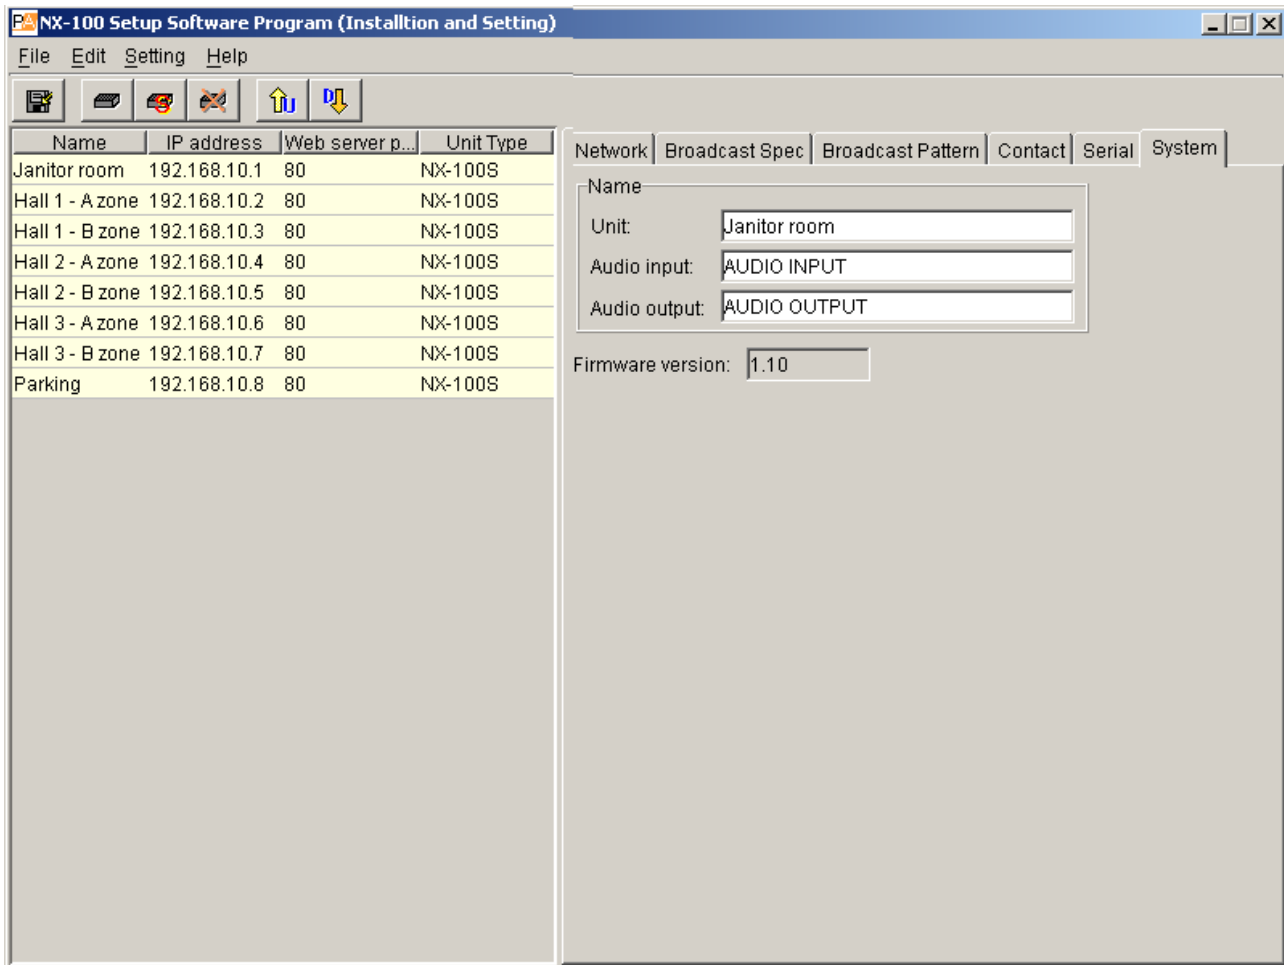 PA NX-100 Setup Software Program (Installtion and Setting)
File Edit Setting Help
U D
Name IP address Web server p... Unit Type
Janitor room 192.168.10.1 80 NX-100S
Hall 1 - A zone 192.168.10.2 80 NX-100S
Hall 1 - B zone 192.168.10.3 80 NX-100S
Hall 2 - A zone 192.168.10.4 80 NX-100S
Hall 2 - B zone 192.168.10.5 80 NX-100S
Hall 3 - A zone 192.168.10.6 80 NX-100S
Hall 3 - B zone 192.168.10.7 80 NX-100S
Parking 192.168.10.8 80 NX-100S
Network Broadcast Spec Broadcast Pattern Contact Serial System
Name
Unit: Janitor room
Audio input: AUDIO INPUT
Audio output: AUDIO OUTPUT
Firmware version: 1.10